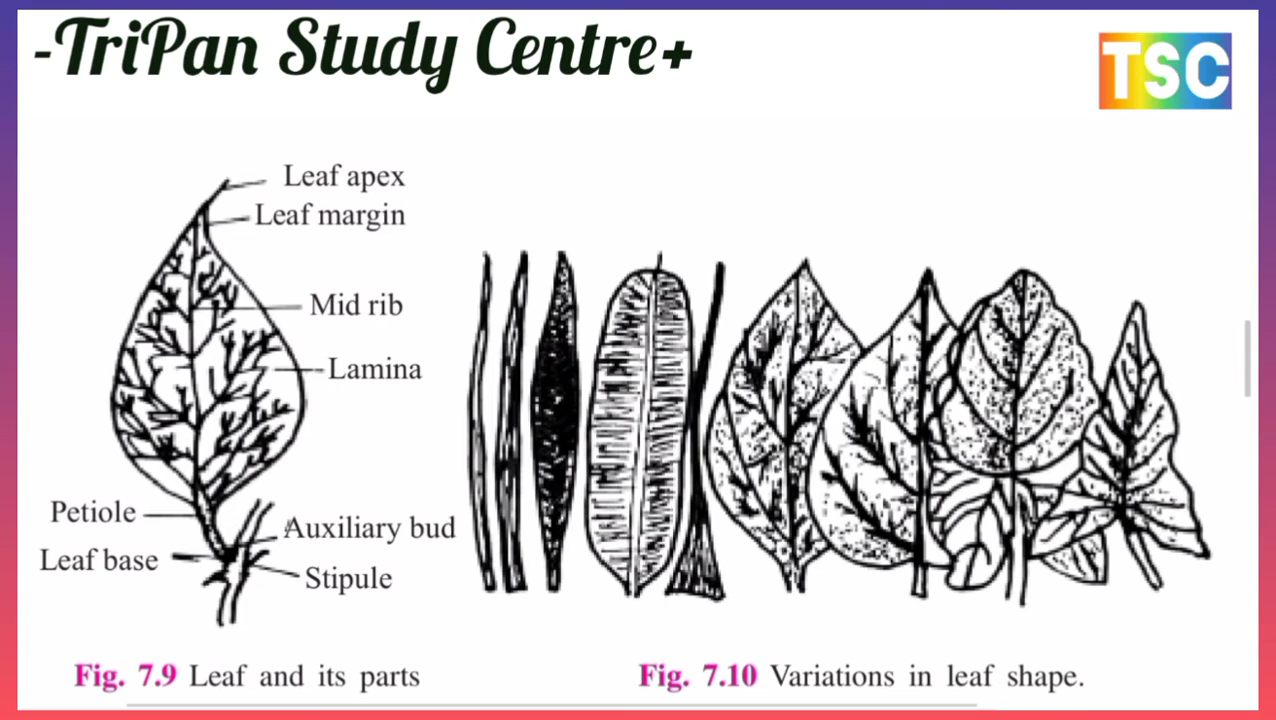 -TriPan Study Centre+
TSC
Leaf apex
Leaf margin
Mid rib
Lamina
Petiole
Auxiliary bud
Leaf base
Stipule
Fig. 7.9 Leaf and its parts
Fig. 7.10 Variations in leaf shape.